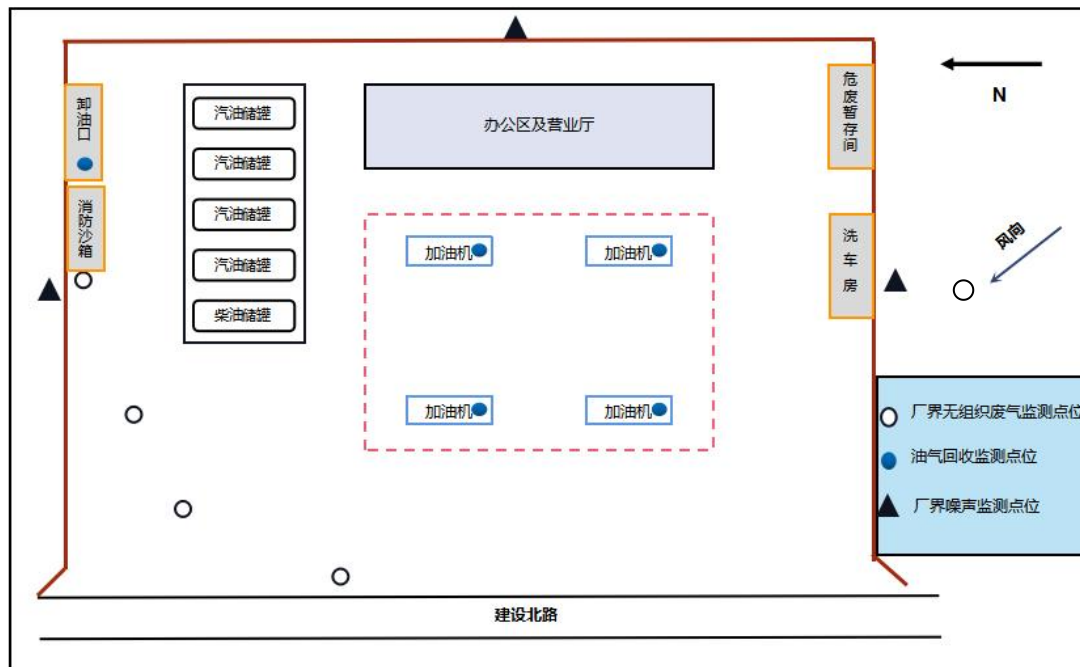 卸油口
消防沙箱
汽油储罐
汽油储罐
汽油储罐
汽油储罐
柴油储罐
办公区及营业厅
加油机
加油机
加油机
加油机
危废暂存间
洗车房
N
风向
厂界无组织废气监测点位
油气回收监测点位
厂界噪声监测点位
建设北路